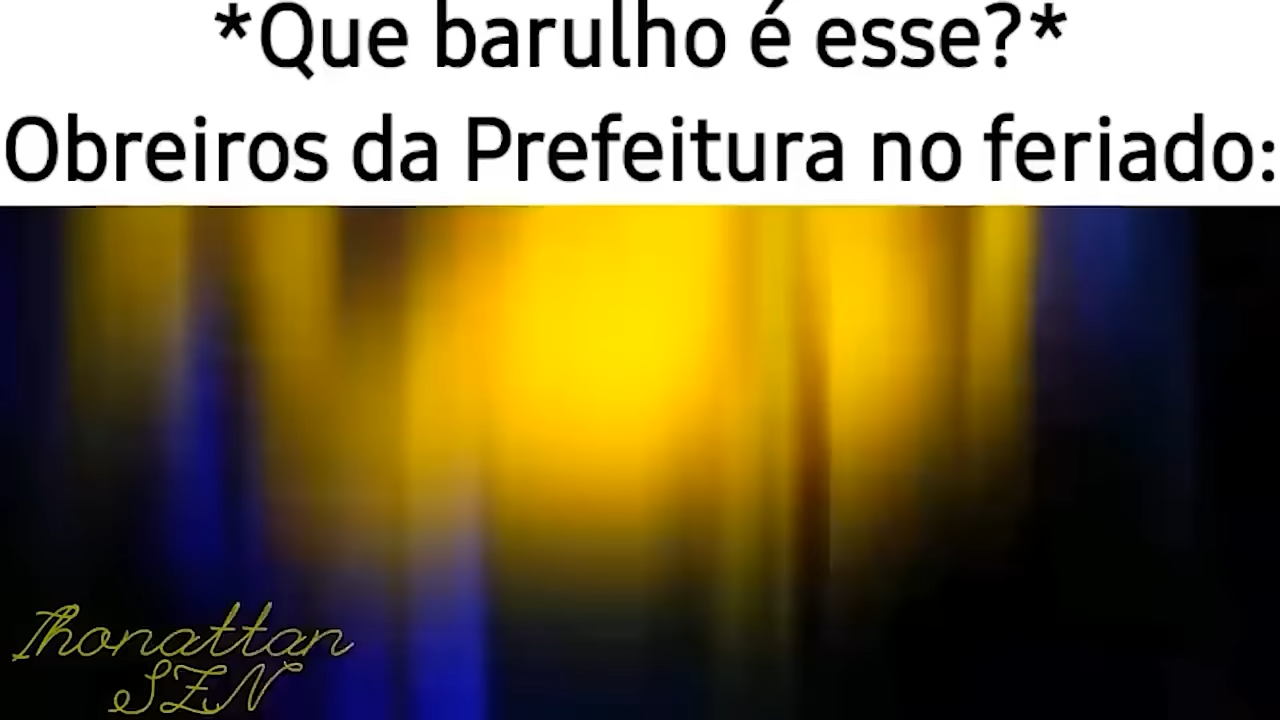 *Que barulho é esse?*
Obreiros da Prefeitura no feriado:
Jhonattan
SZN